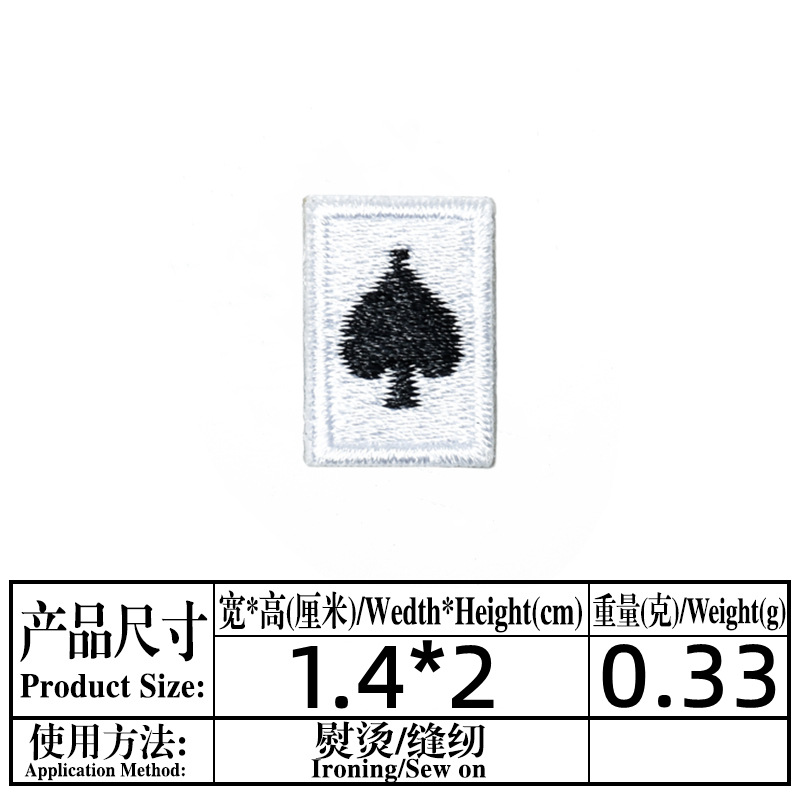 产品尺寸
Product Size:
宽*高(厘米)/Wedth*Height(cm)
重量(克)/Weight(g)
1.4*2
0.33
使用方法:
Application Method:
熨烫/缝纫
Ironing/Sew on